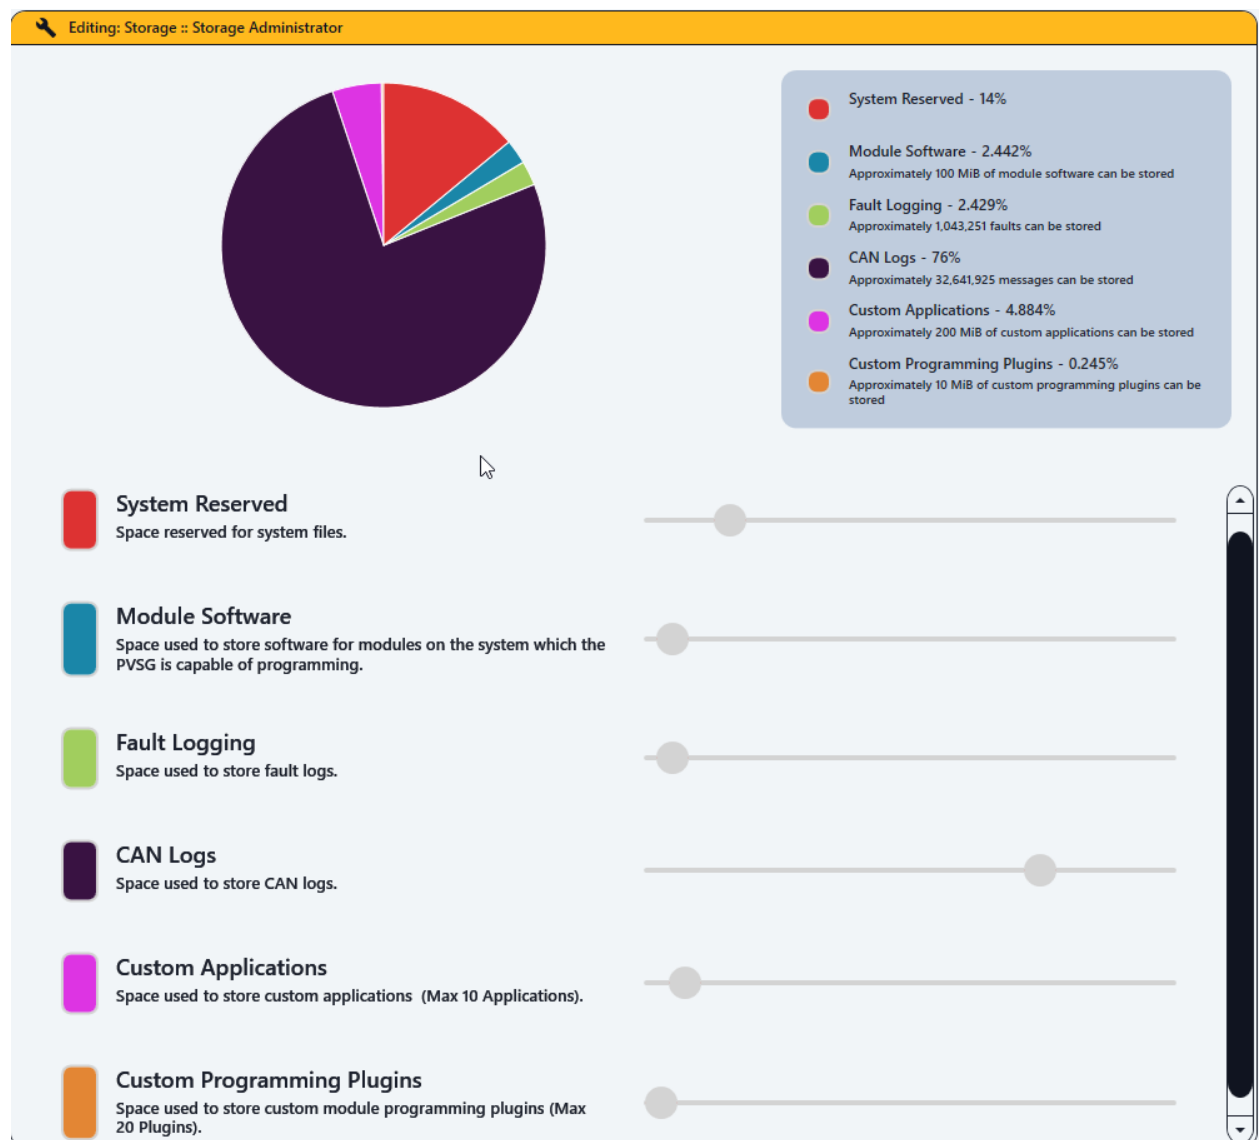 Editing: Storage :: Storage Administrator
System Reserved - 14%
Module Software - 2.442%
Approximately 100 MiB of module software can be stored
Fault Logging - 2.429%
Approximately 1,043,251 faults can be stored
CAN Logs - 76%
Approximately 32,641,925 messages can be stored
Custom Applications - 4.884%
Approximately 200 MiB of custom applications can be stored
Custom Programming Plugins - 0.245%
Approximately 10 MiB of custom programming plugins can be
stored
System Reserved
Space reserved for system files.
Module Software
Space used to store software for modules on the system which the
PVSG is capable of programming.
Fault Logging
Space used to store fault logs.
CAN Logs
Space used to store CAN logs.
Custom Applications
Space used to store custom applications  (Max 10 Applications).
Custom Programming Plugins
Space used to store custom module programming plugins (Max
20 Plugins).